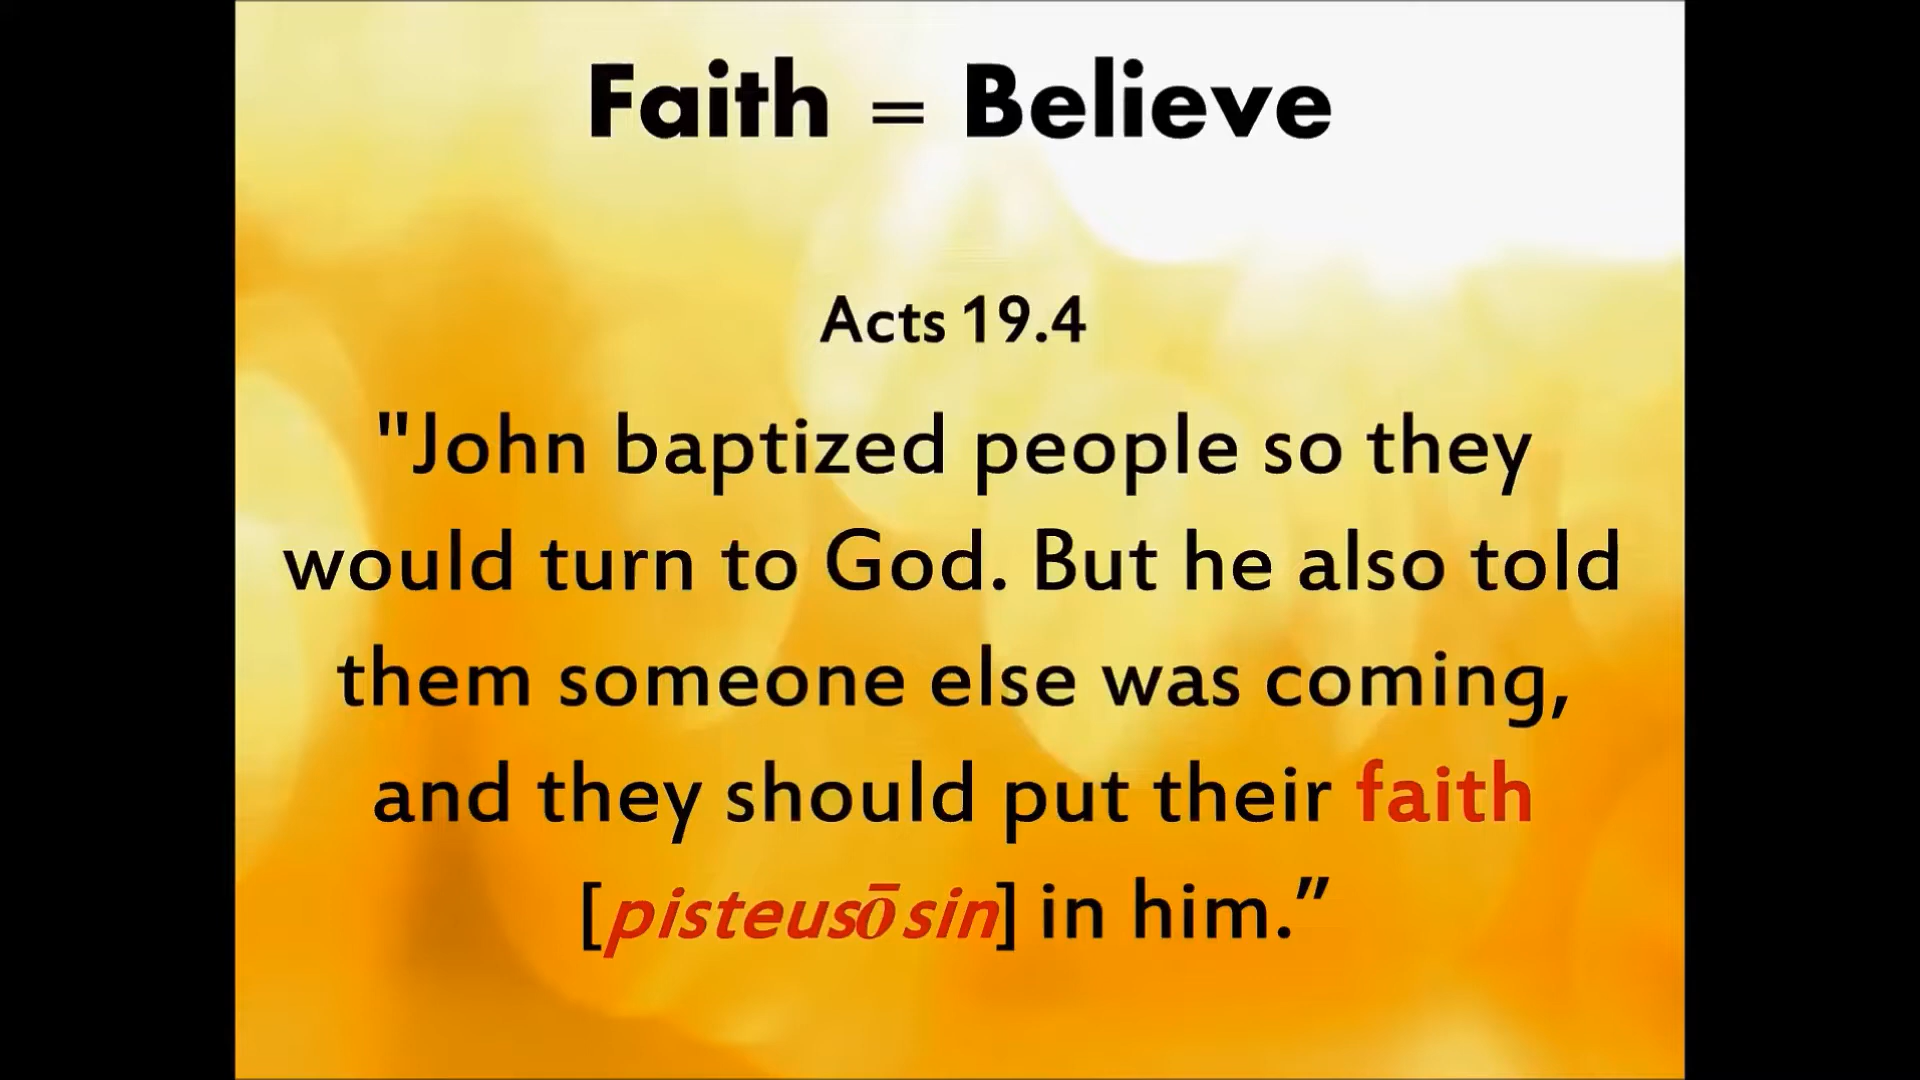 Faith = Believe
Acts 19.4
"John baptized people so they
would turn to God. But he also told
them someone else was coming,
and they should put their faith
[pisteusōsin] in him.”